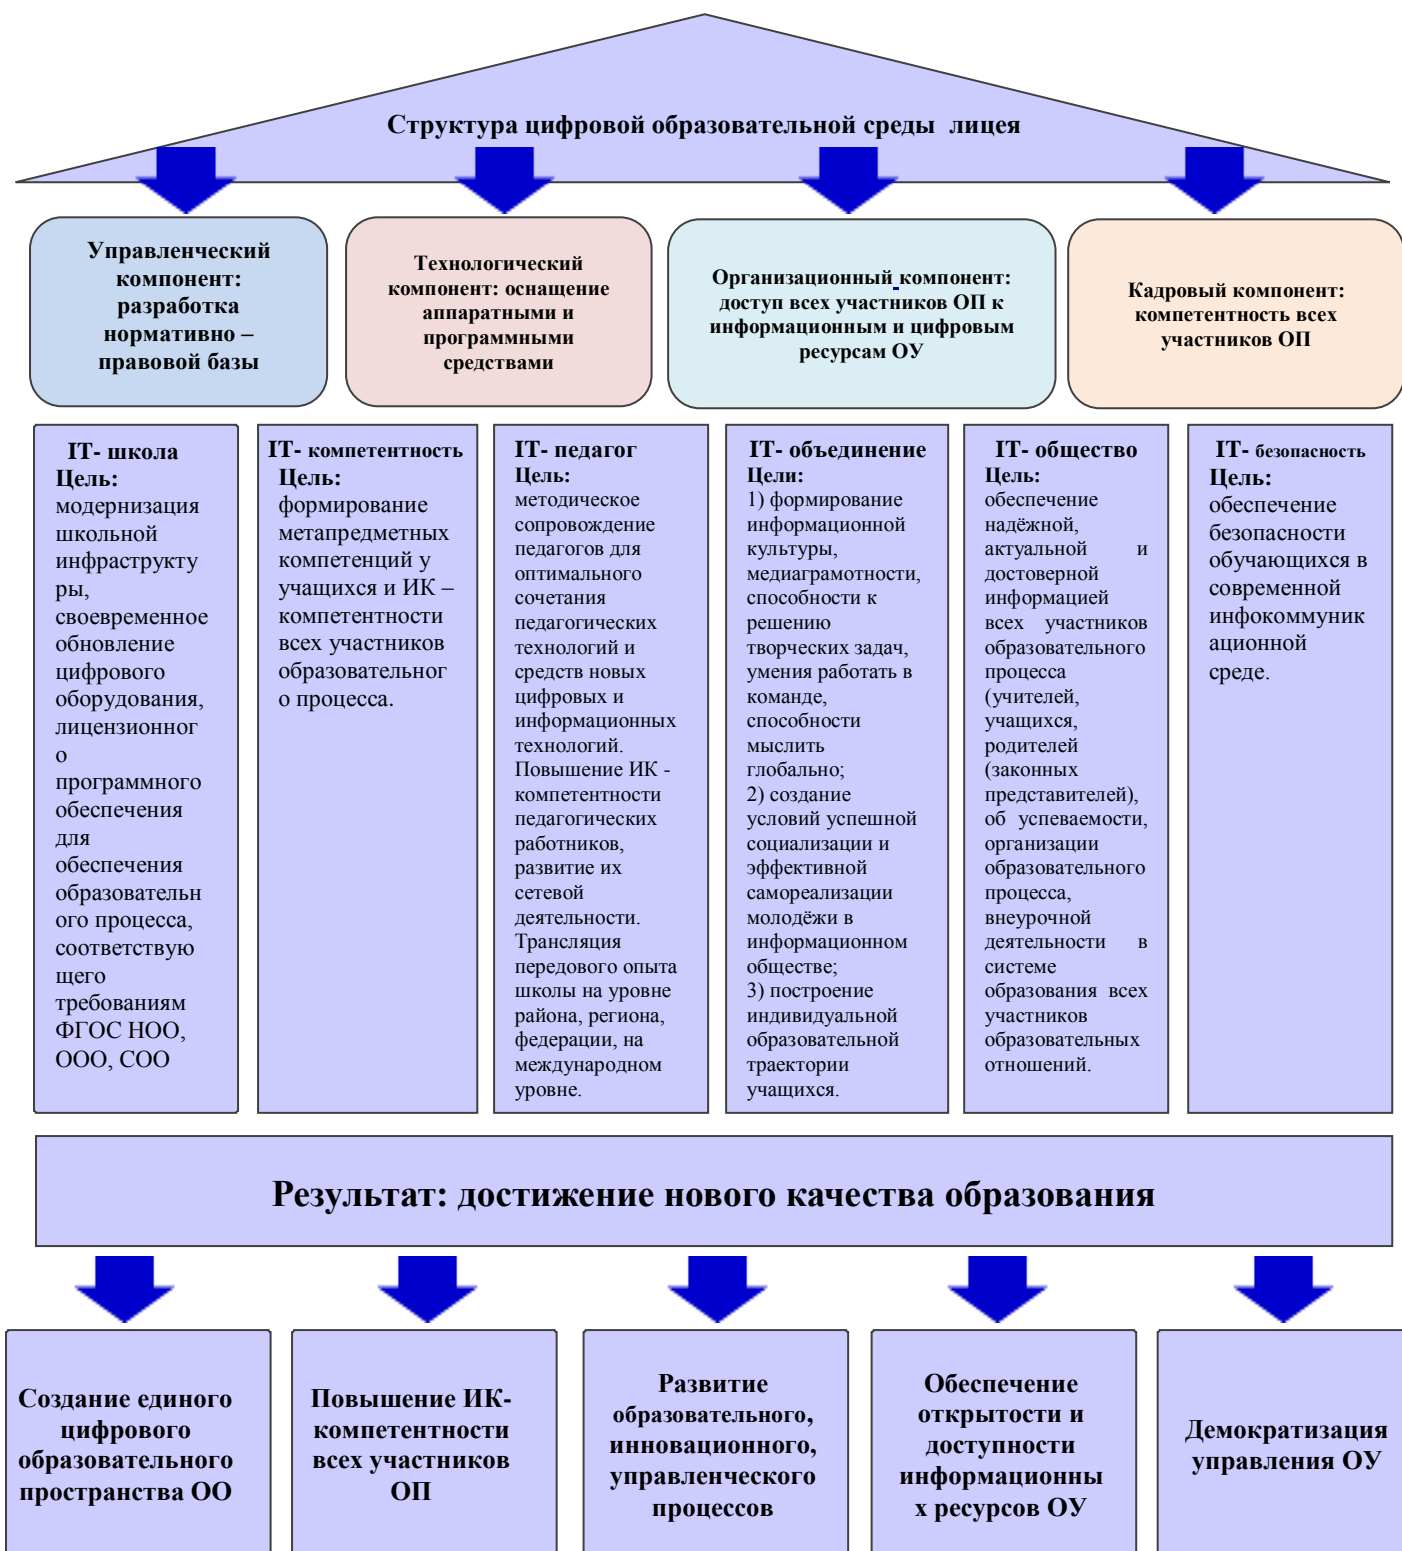 Структура цифровой образовательной среды лицея
Управленческий
компонент:
разработка
нормативно –
правовой базы
Технологический
компонент: оснащение
аппаратными и
программными
средствами
Организационный компонент:
доступ всех участников ОП к
информационным и цифровым
ресурсам ОУ
Кадровый компонент:
компетентность всех
участников ОП
IT- школа
Цель:
модернизация
школьной
инфраструкту
ры,
своевременное
обновление
цифрового
оборудования,
лицензионног
о
программного
обеспечения
для
обеспечения
образовательн
ого процесса,
соответствую
щего
требованиям
ФГОС НОО,
ООО, СОО
IT- компетентность
Цель:
формирование
метапредметных
компетенций у
учащихся и ИК –
компетентности
всех участников
образовательног
о процесса.
IT- педагог
Цель:
методическое
сопровождение
педагогов для
оптимального
сочетания
педагогических
технологий и
средств новых
цифровых и
информационных
технологий.
Повышение ИК -
компетентности
педагогических
работников,
развитие их
сетевой
деятельности.
Трансляция
передового опыта
школы на уровне
района, региона,
федерации, на
международном
уровне.
IT- объединение
Цели:
1) формирование
информационной
культуры,
медиаграмотности,
способности к
решению
творческих задач,
умения работать в
команде,
способности
мыслить
глобально;
2) создание
условий успешной
социализации и
эффективной
самореализации
молодёжи в
информационном
обществе;
3) построение
индивидуальной
образовательной
траектории
учащихся.
IT- общество
Цель:
обеспечение
надёжной,
актуальной и
достоверной
информацией
всех участников
образовательного
процесса
(учителей,
учащихся,
родителей
(законных
представителей),
об успеваемости,
организации
образовательного
процесса,
внеурочной
деятельности в
системе
образования всех
участников
образовательных
отношений.
IT- безопасность
Цель:
обеспечение
безопасности
обучающихся в
современной
инфокоммуник
ационной
среде.
Результат: достижение нового качества образования
Создание единого
цифрового
образовательного
пространства ОО
Повышение ИК-
компетентности
всех участников
ОП
Развитие
образовательного,
инновационного,
управленческого
процессов
Обеспечение
открытости и
доступности
информационны
х ресурсов ОУ
Демократизация
управления ОУ